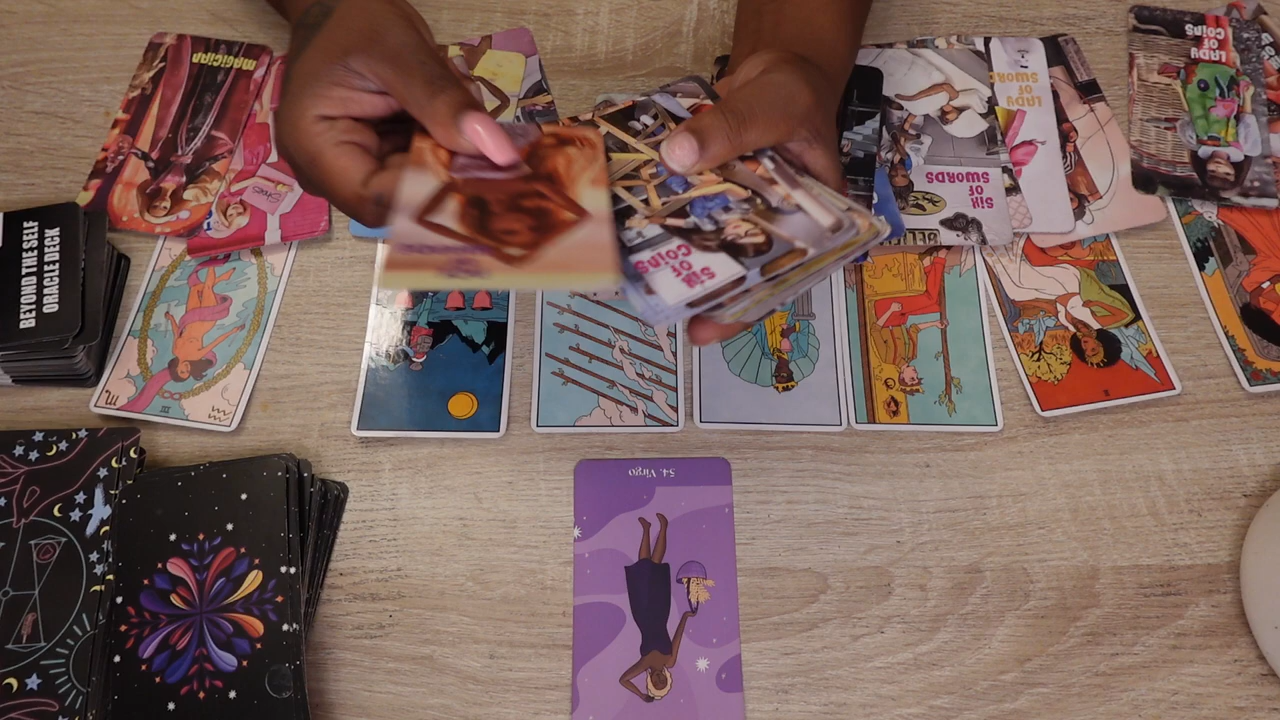 MAGICIAN
Shoes
BEYOND THE SELF
ORACLE DECK
SiX
OF
COiNS
SiX
OF
SWORDS
LADY
OF
SWORDS
LADY
OF
COiNS
54. Virgo